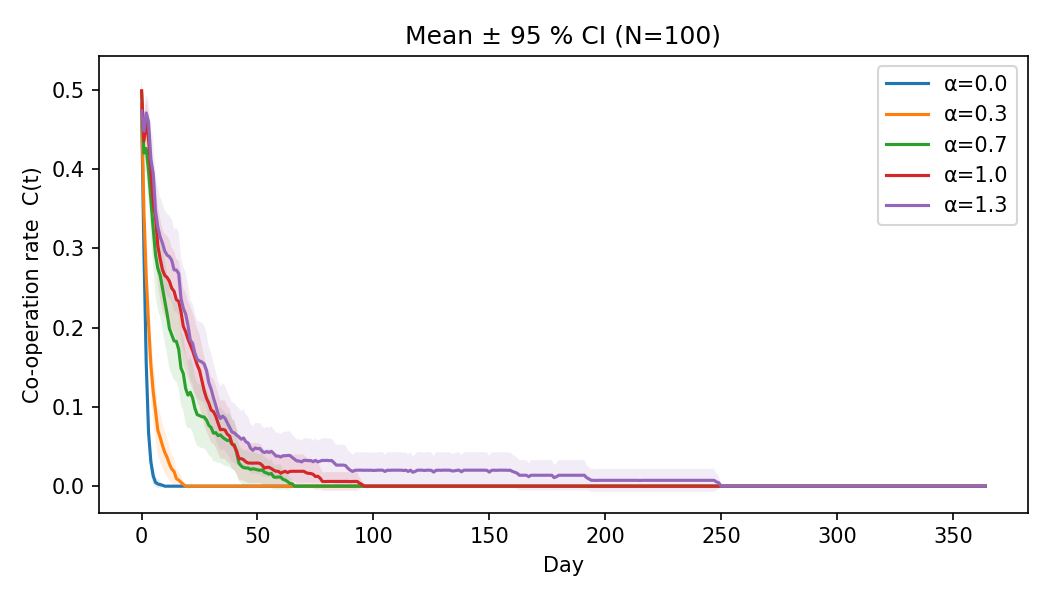 Mean ± 95 % CI (N=100)
α=0.0
α=0.3
α=0.7
α=1.0
α=1.3
Co-operation rate C(t)
0.5
0.4
0.3
0.2
0.1
0.0
0 50 100 150 200 250 300 350
Day